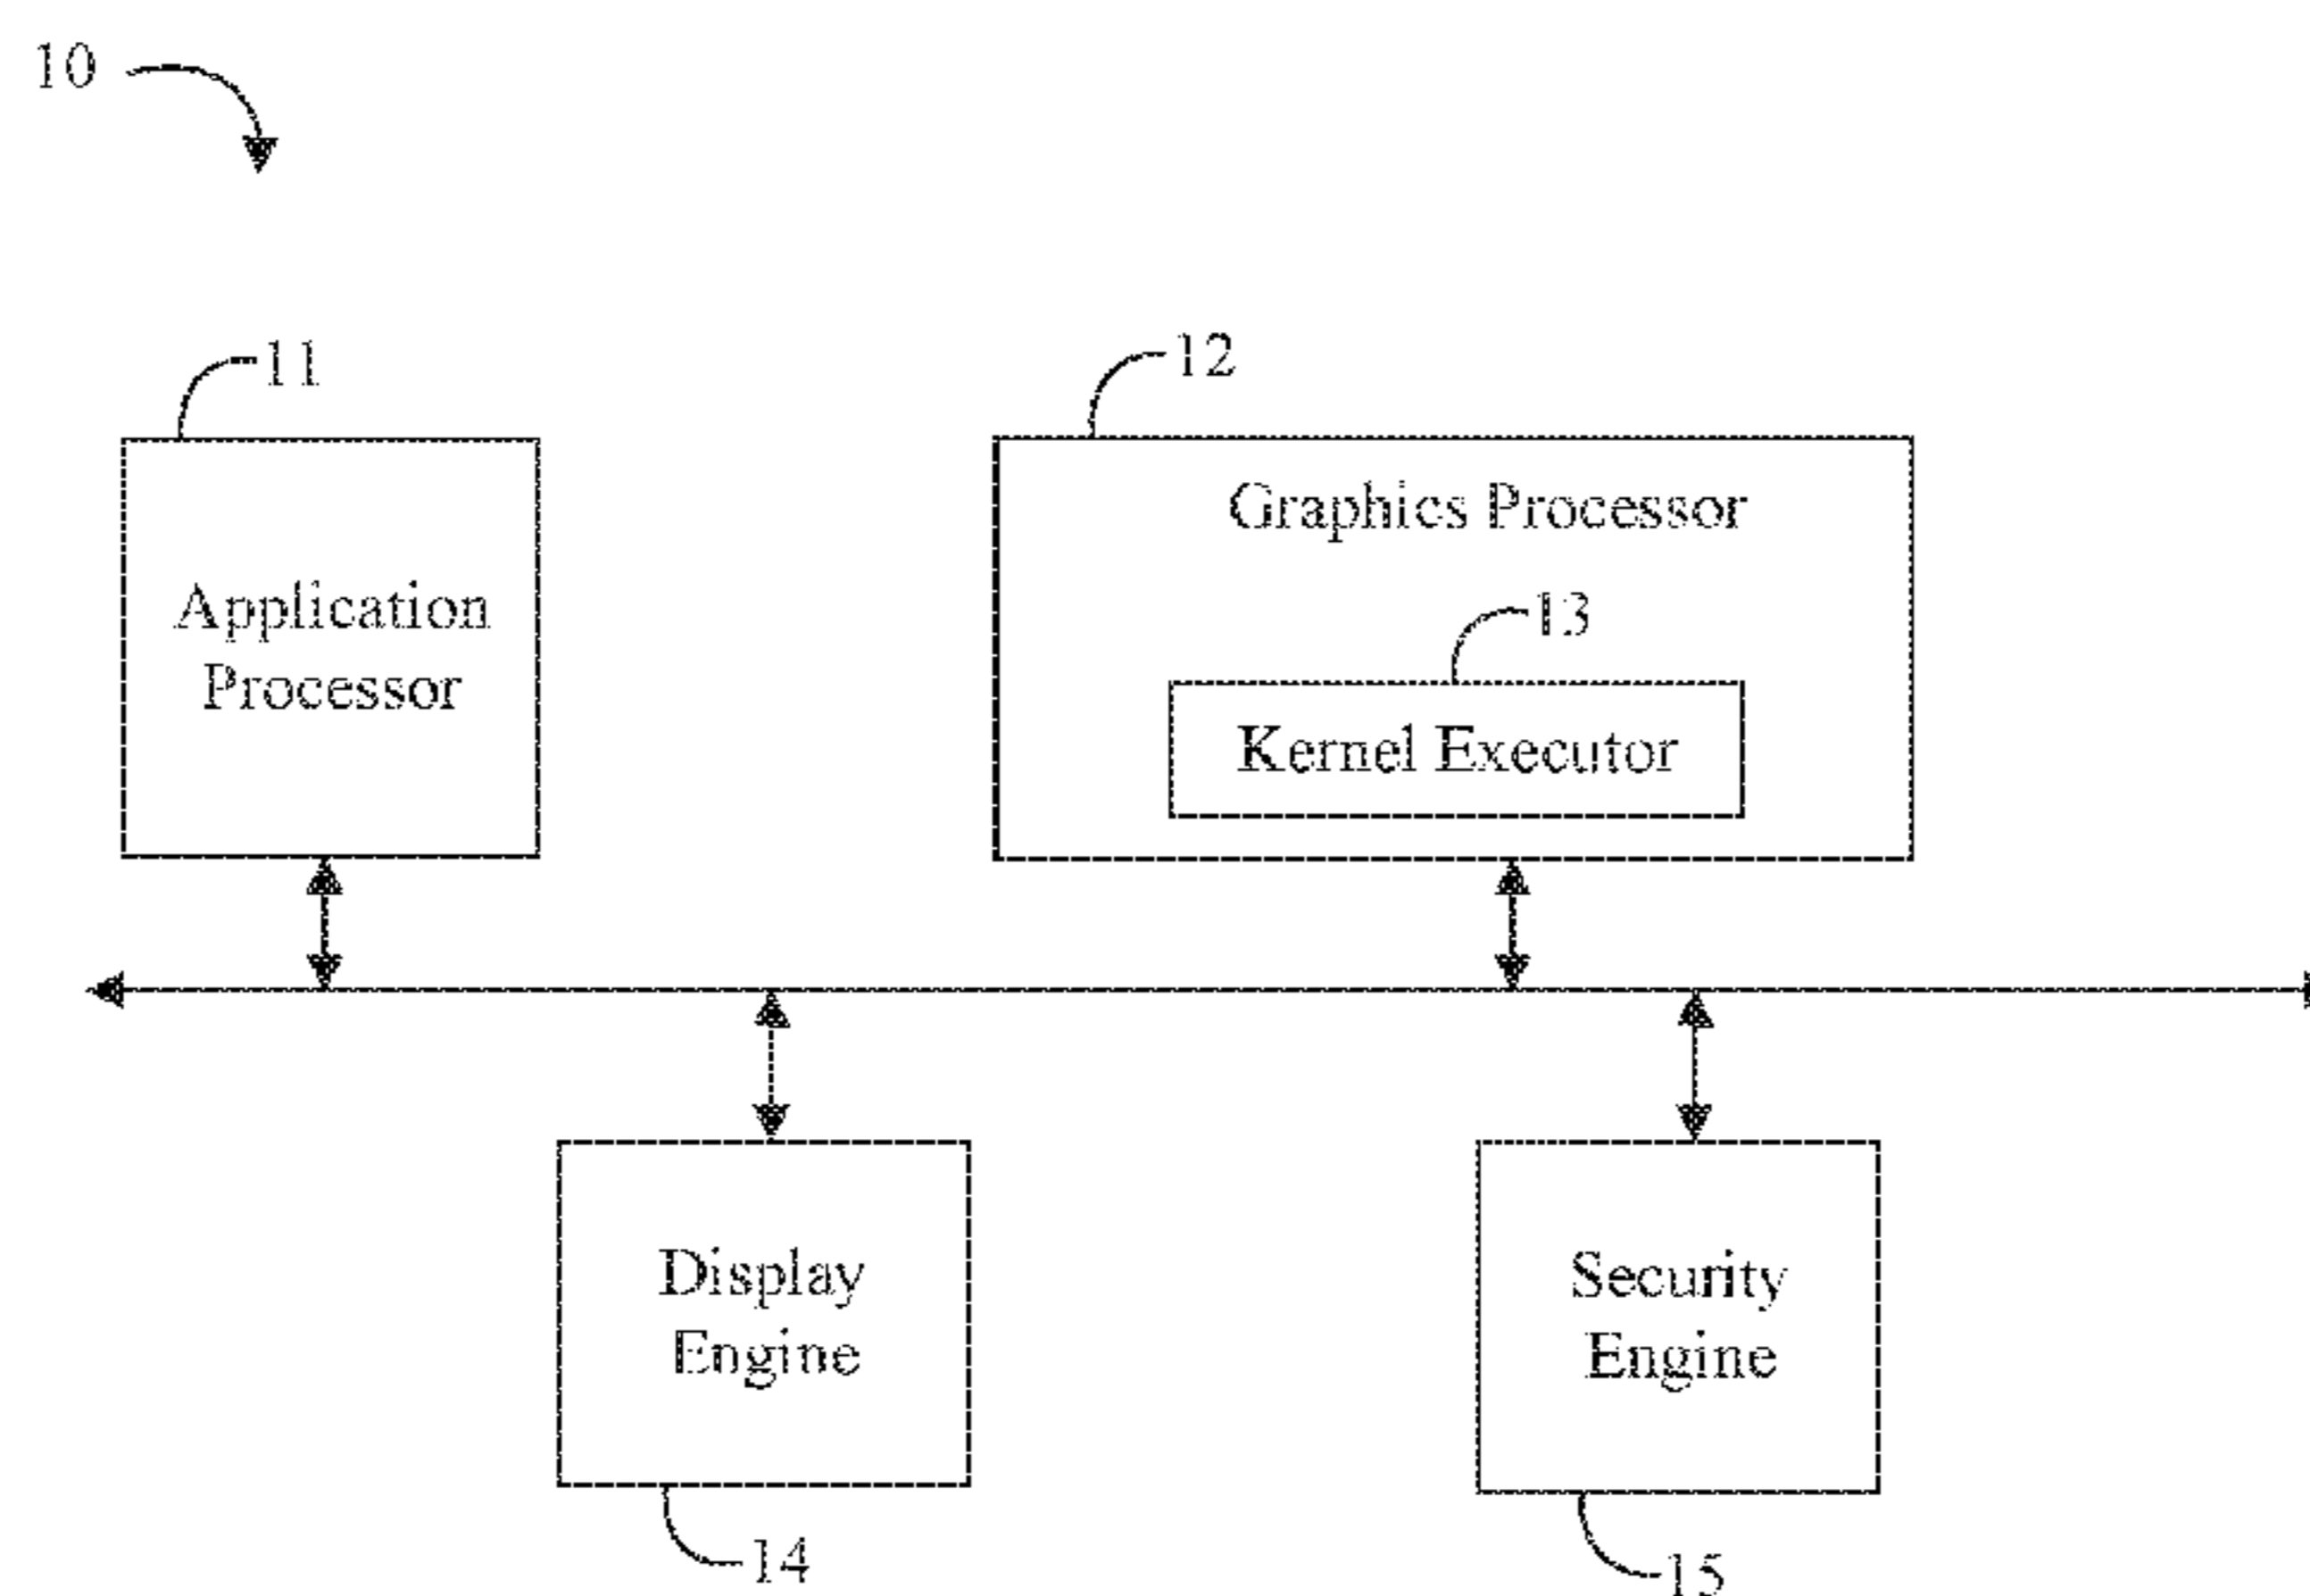 10
11
12
Graphics Processor
Application
Processor
13
Kernel Executor
Display
Engine
Security
Engine
14
15